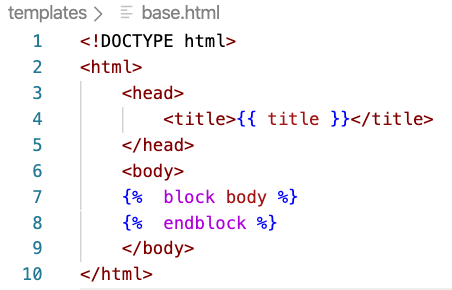 templates > base.html
1 <!DOCTYPE html>
2 <html>
3     <head>
4         <title>{{ title }}</title>
5     </head>
6     <body>
7     {%  block body %}
8     {%  endblock %}
9     </body>
10 </html>